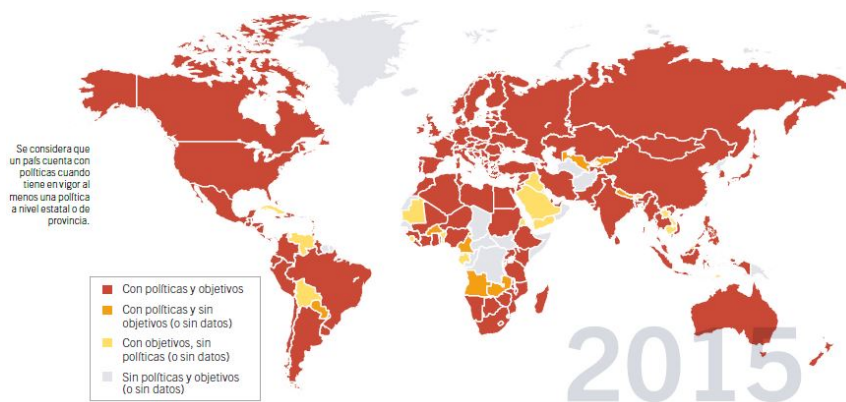 Se considera que
un país cuenta con
políticas cuando
tiene en vigor al
menos una política
a nivel estatal o de
provincia.
Con políticas y objetivos
Con políticas y sin
objetivos (o sin datos)
Con objetivos, sin
políticas (o sin datos)
Sin políticas y objetivos
(o sin datos)
2015